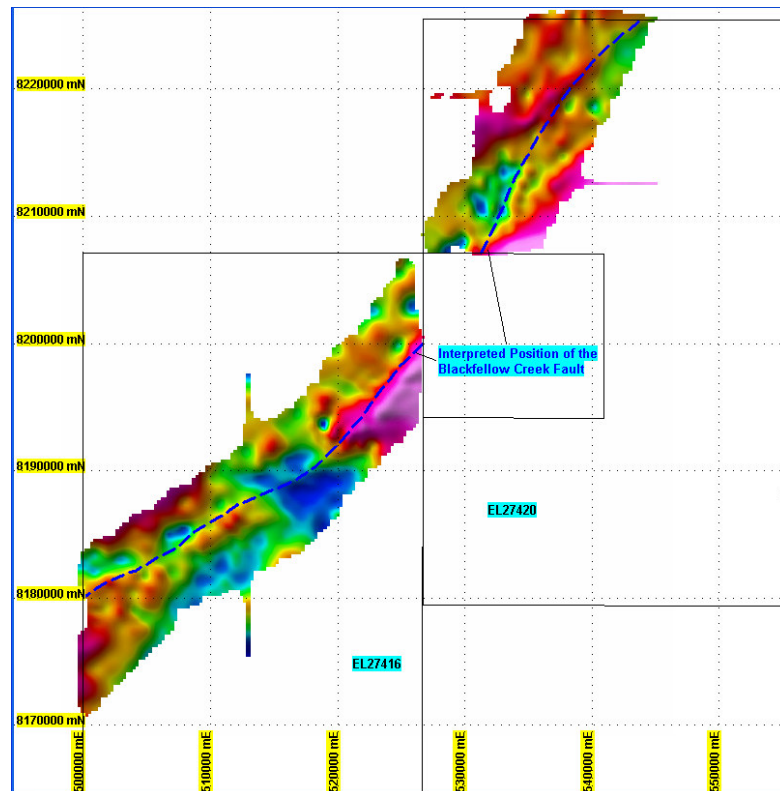 8220000 mN
8210000 mN
8200000 mN
Interpreted Position of the
Blackfellow Creek Fault
8190000 mN
EL27420
8180000 mN
EL27416
8170000 mN
500000 mE
510000 mE
520000 mE
530000 mE
540000 mE
550000 mE